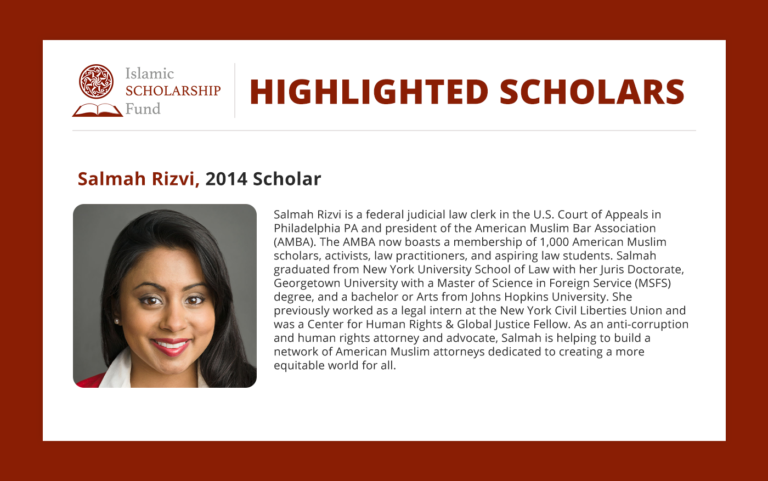 Islamic
SCHOLARSHIP
Fund
HIGHLIGHTED SCHOLARS
Salmah Rizvi, 2014 Scholar
Salmah Rizvi is a federal judicial law clerk in the U.S. Court of Appeals in
Philadelphia PA and president of the American Muslim Bar Association
(AMBA). The AMBA now boasts a membership of 1,000 American Muslim
scholars, activists, law practitioners, and aspiring law students. Salmah
graduated from New York University School of Law with her Juris Doctorate,
Georgetown University with a Master of Science in Foreign Service (MSFS)
degree, and a bachelor or Arts from Johns Hopkins University. She
previously worked as a legal intern at the New York Civil Liberties Union and
was a Center for Human Rights & Global Justice Fellow. As an anti-corruption
and human rights attorney and advocate, Salmah is helping to build a
network of American Muslim attorneys dedicated to creating a more
equitable world for all.